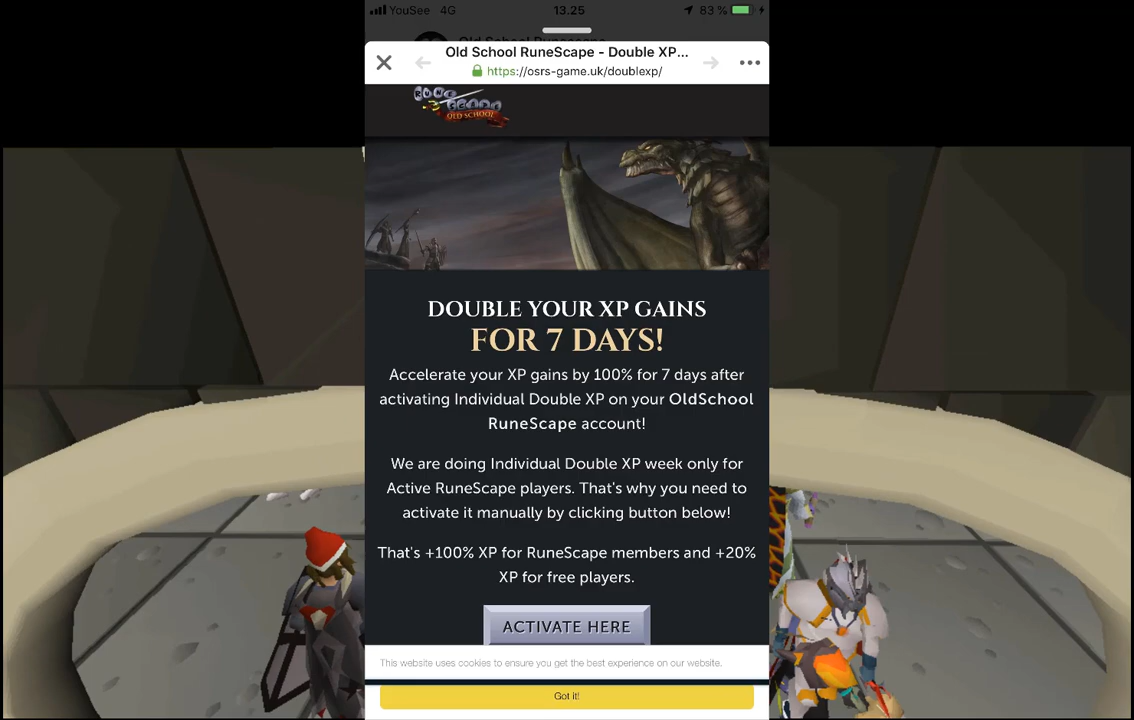 YouSee 4G 13.25 83 %
Old School RuneScape - Double XP...
https://osrs-game.uk/doublexp/
RUNE SCAPE
OLD SCHOOL
DOUBLE YOUR XP GAINS
FOR 7 DAYS!
Accelerate your XP gains by 100% for 7 days after
activating Individual Double XP on your OldSchool
RuneScape account!
We are doing Individual Double XP week only for
Active RuneScape players. That's why you need to
activate it manually by clicking button below!
That's +100% XP for RuneScape members and +20%
XP for free players.
ACTIVATE HERE
This website uses cookies to ensure you get the best experience on our website.
Got it!